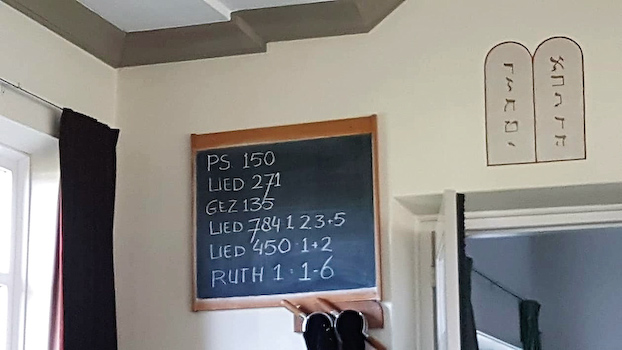 PS 150
LIED 271
GEZ 135
LIED 784 1 2 3+5
LIED 450 · 1+2
RUTH 1 : 1-6